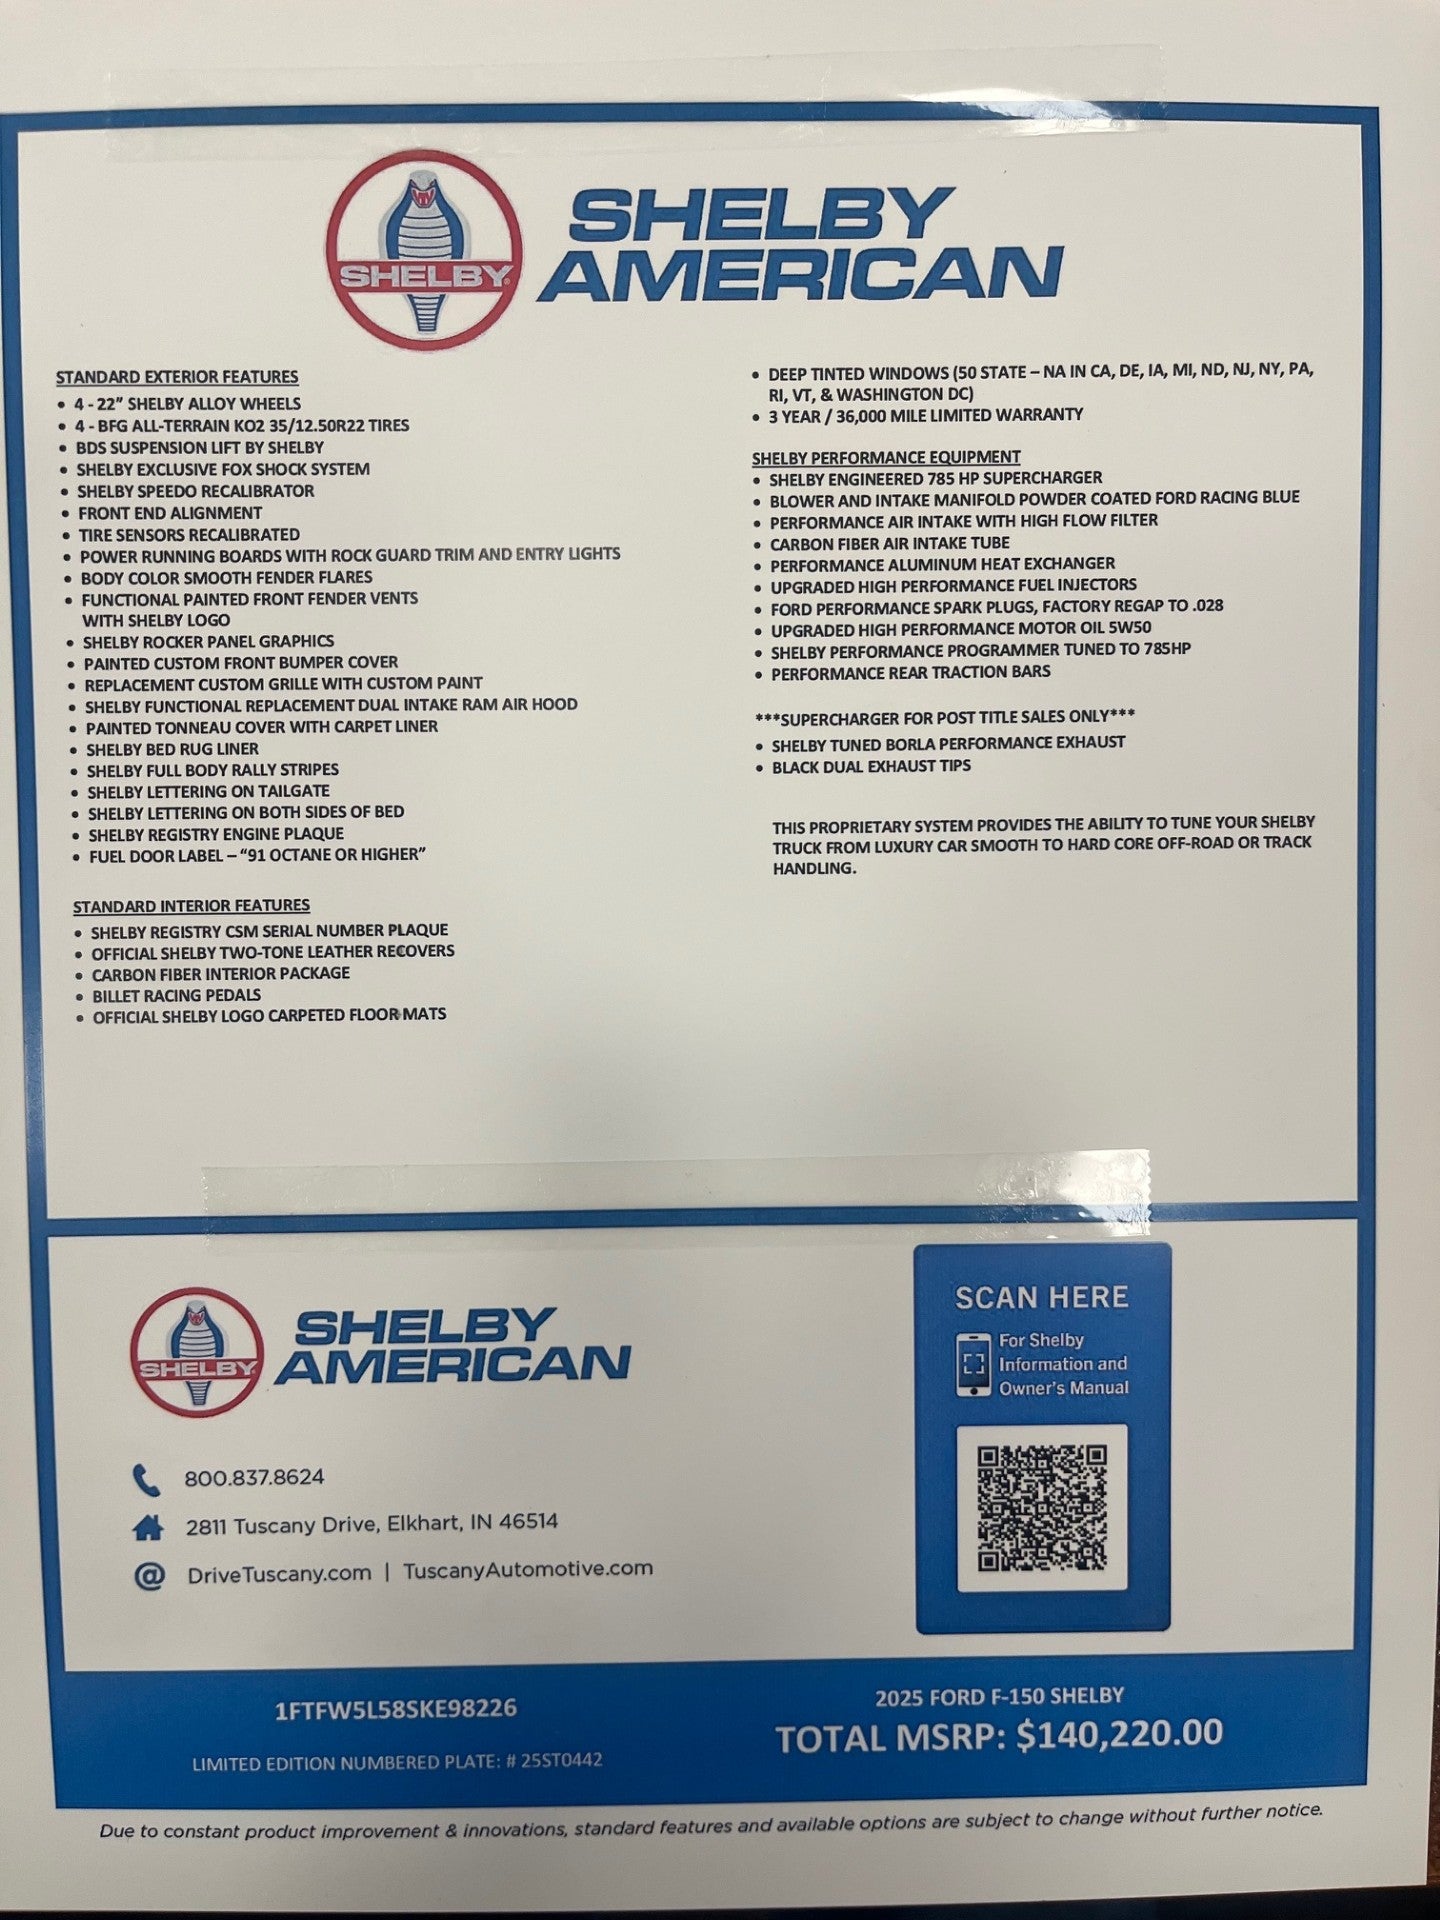 SHELBY
SHELBY
AMERICAN
STANDARD EXTERIOR FEATURES
• 4 - 22” SHELBY ALLOY WHEELS
• 4 - BFG ALL-TERRAIN KO2 35/12.50R22 TIRES
• BDS SUSPENSION LIFT BY SHELBY
• SHELBY EXCLUSIVE FOX SHOCK SYSTEM
• SHELBY SPEEDO RECALIBRATOR
• FRONT END ALIGNMENT
• TIRE SENSORS RECALIBRATED
• POWER RUNNING BOARDS WITH ROCK GUARD TRIM AND ENTRY LIGHTS
• BODY COLOR SMOOTH FENDER FLARES
• FUNCTIONAL PAINTED FRONT FENDER VENTS
WITH SHELBY LOGO
• SHELBY ROCKER PANEL GRAPHICS
• PAINTED CUSTOM FRONT BUMPER COVER
• REPLACEMENT CUSTOM GRILLE WITH CUSTOM PAINT
• SHELBY FUNCTIONAL REPLACEMENT DUAL INTAKE RAM AIR HOOD
• PAINTED TONNEAU COVER WITH CARPET LINER
• SHELBY BED RUG LINER
• SHELBY FULL BODY RALLY STRIPES
• SHELBY LETTERING ON TAILGATE
• SHELBY LETTERING ON BOTH SIDES OF BED
• SHELBY REGISTRY ENGINE PLAQUE
• FUEL DOOR LABEL – “91 OCTANE OR HIGHER”
STANDARD INTERIOR FEATURES
• SHELBY REGISTRY CSM SERIAL NUMBER PLAQUE
• OFFICIAL SHELBY TWO-TONE LEATHER RECOVERS
• CARBON FIBER INTERIOR PACKAGE
• BILLET RACING PEDALS
• OFFICIAL SHELBY LOGO CARPETED FLOOR MATS
• DEEP TINTED WINDOWS (50 STATE – NA IN CA, DE, IA, MI, ND, NJ, NY, PA,
RI, VT, & WASHINGTON DC)
• 3 YEAR / 36,000 MILE LIMITED WARRANTY
SHELBY PERFORMANCE EQUIPMENT
• SHELBY ENGINEERED 785 HP SUPERCHARGER
• BLOWER AND INTAKE MANIFOLD POWDER COATED FORD RACING BLUE
• PERFORMANCE AIR INTAKE WITH HIGH FLOW FILTER
• CARBON FIBER AIR INTAKE TUBE
• PERFORMANCE ALUMINUM HEAT EXCHANGER
• UPGRADED HIGH PERFORMANCE FUEL INJECTORS
• FORD PERFORMANCE SPARK PLUGS, FACTORY REGAP TO .028
• UPGRADED HIGH PERFORMANCE MOTOR OIL 5W50
• SHELBY PERFORMANCE PROGRAMMER TUNED TO 785HP
• PERFORMANCE REAR TRACTION BARS
***SUPERCHARGER FOR POST TITLE SALES ONLY***
• SHELBY TUNED BORLA PERFORMANCE EXHAUST
• BLACK DUAL EXHAUST TIPS
THIS PROPRIETARY SYSTEM PROVIDES THE ABILITY TO TUNE YOUR SHELBY
TRUCK FROM LUXURY CAR SMOOTH TO HARD CORE OFF-ROAD OR TRACK
HANDLING.
SHELBY
SHELBY
AMERICAN
800.837.8624
2811 Tuscany Drive, Elkhart, IN 46514
DriveTuscany.com | TuscanyAutomotive.com
SCAN HERE
For Shelby
Information and
Owner's Manual
1FTFW5L58SKE98226
LIMITED EDITION NUMBERED PLATE: # 25ST0442
2025 FORD F-150 SHELBY
TOTAL MSRP: $140,220.00
Due to constant product improvement & innovations, standard features and available options are subject to change without further notice.